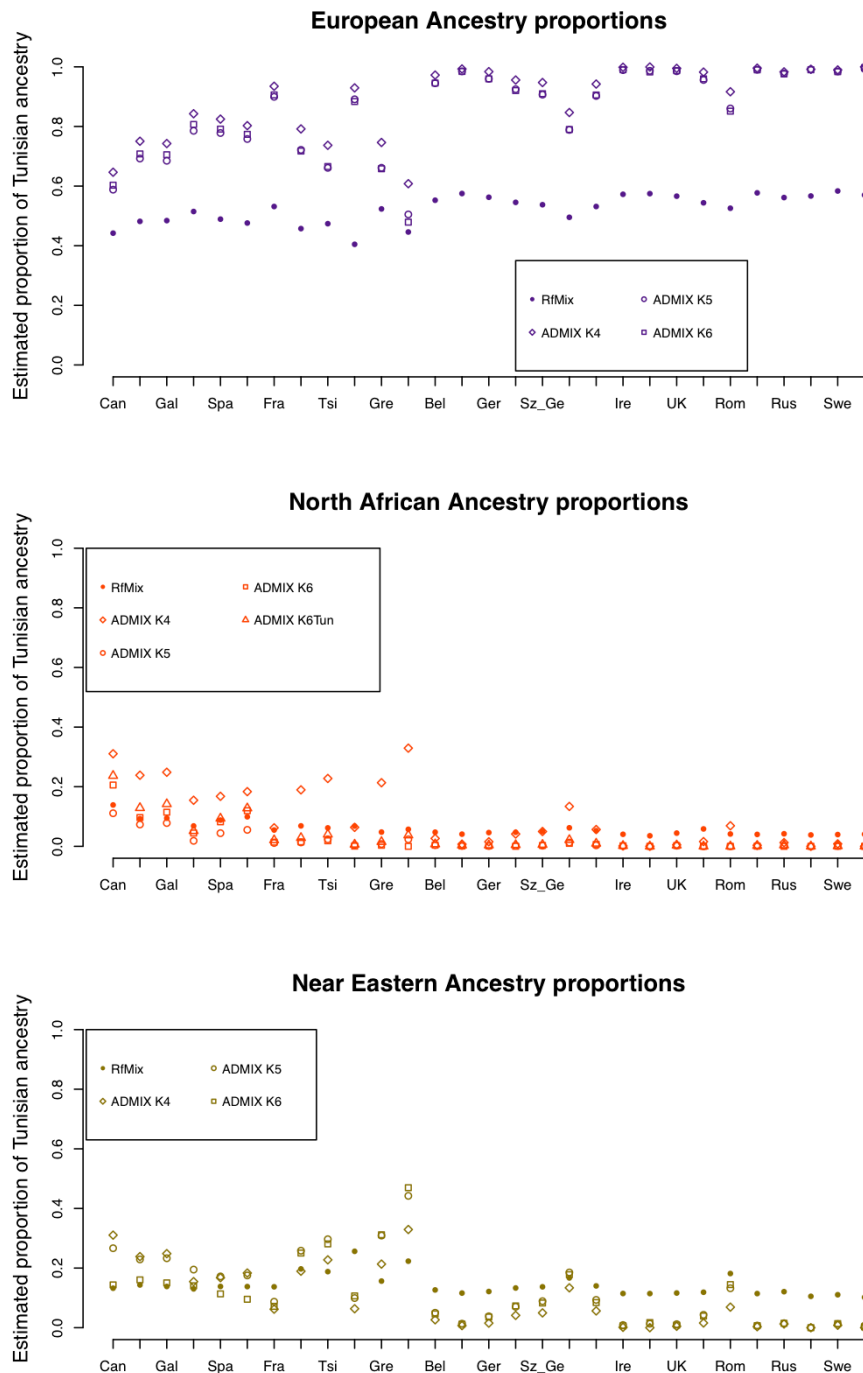 European Ancestry proportions
Estimated proportion of Tunisian ancestry
1.0
0.8
0.6
0.4
0.2
0.0
RfMix
ADMIX K5
ADMIX K4
ADMIX K6
Can Gal Spa Fra Tsi Gre Bel Ger Sz_Ge Ire UK Rom Rus Swe
North African Ancestry proportions
Estimated proportion of Tunisian ancestry
1.0
0.8
0.6
0.4
0.2
0.0
RfMix
ADMIX K6
ADMIX K4
ADMIX K6Tun
ADMIX K5
Can Gal Spa Fra Tsi Gre Bel Ger Sz_Ge Ire UK Rom Rus Swe
Near Eastern Ancestry proportions
Estimated proportion of Tunisian ancestry
1.0
0.8
0.6
0.4
0.2
0.0
RfMix
ADMIX K5
ADMIX K4
ADMIX K6
Can Gal Spa Fra Tsi Gre Bel Ger Sz_Ge Ire UK Rom Rus Swe